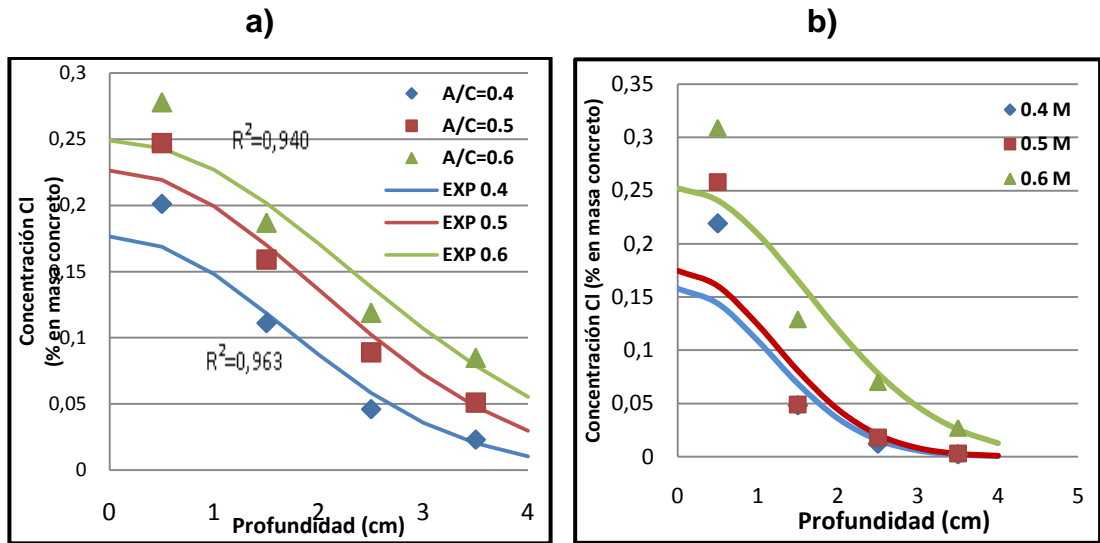 a)
0,3
0,25
0,2
0,15
0,1
0,05
0
0 1 2 3 4
Concentración Cl
(% en masa concreto)
Profundidad (cm)
R²=0,940
R²=0,963
A/C=0.4
A/C=0.5
A/C=0.6
EXP 0.4
EXP 0.5
EXP 0.6
b)
0,35
0,3
0,25
0,2
0,15
0,1
0,05
0
0 1 2 3 4 5
Concentración Cl (% en masa concreto)
Profundidad (cm)
0.4 M
0.5 M
0.6 M